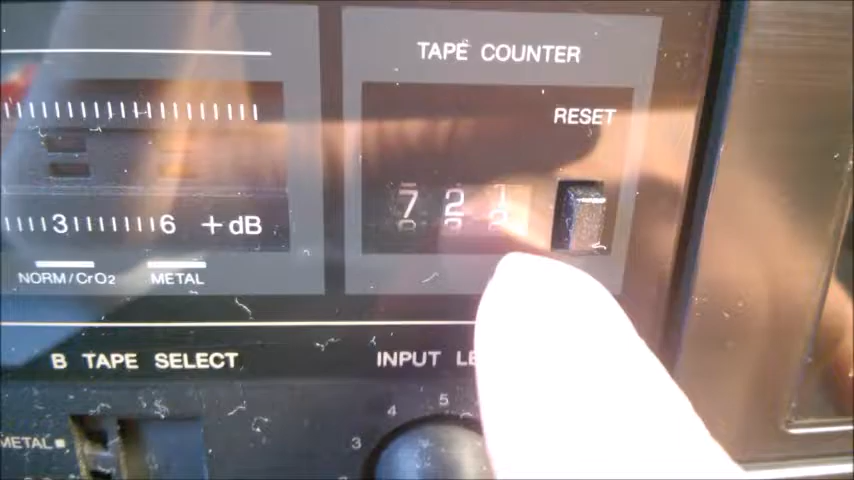 TAPE COUNTER
RESET
7 2 1
3 6 +dB
NORM/CrO2 METAL
B TAPE SELECT
INPUT
5
4
METAL
3